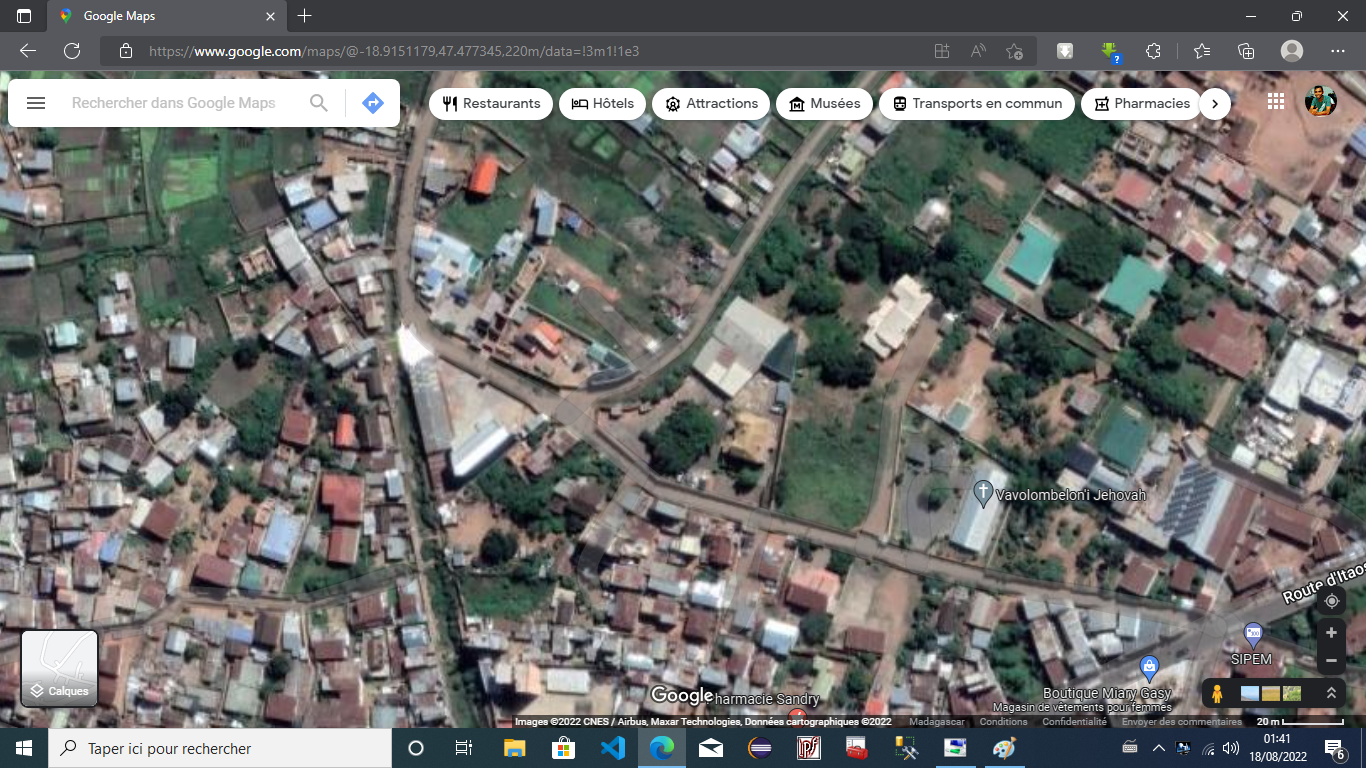 Google Maps
https://www.google.com/maps/@-18.9151179,47.477345,220m/data=!3m1!1e3
Rechercher dans Google Maps
Restaurants
Hôtels
Attractions
Musées
Transports en commun
Pharmacies
Vavolombelon'i Jehovah
Route d'Itaos
SIPEM
Boutique Miary Gasy
Magasin de vêtements pour femmes
Calques
Google
harmacie Sandry
Images ©2022 CNES / Airbus, Maxar Technologies, Données cartographiques ©2022
Madagascar
Conditions
Confidentialité
Envoyer des commentaires
20 m
Taper ici pour rechercher
01:41
18/08/2022
6